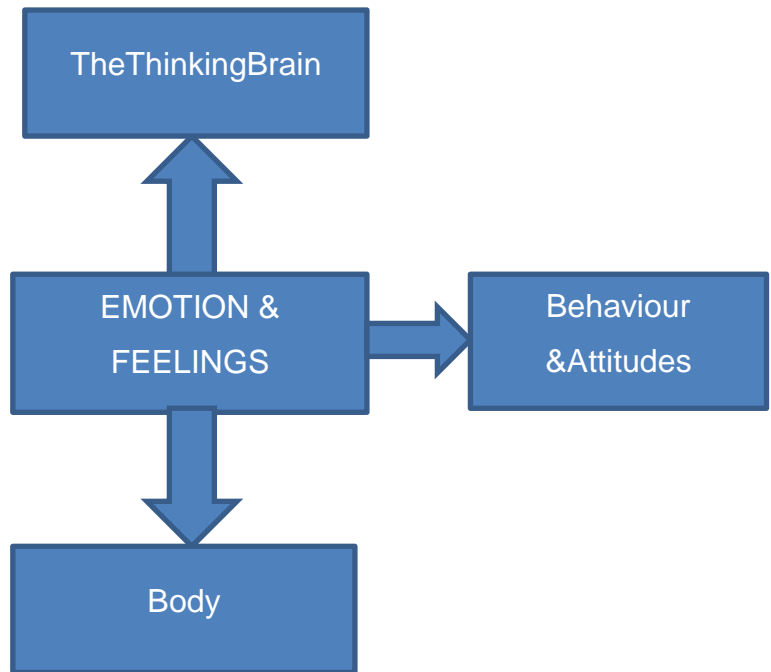 TheThinkingBrain
EMOTION &
FEELINGS
Behaviour
&Attitudes
Body